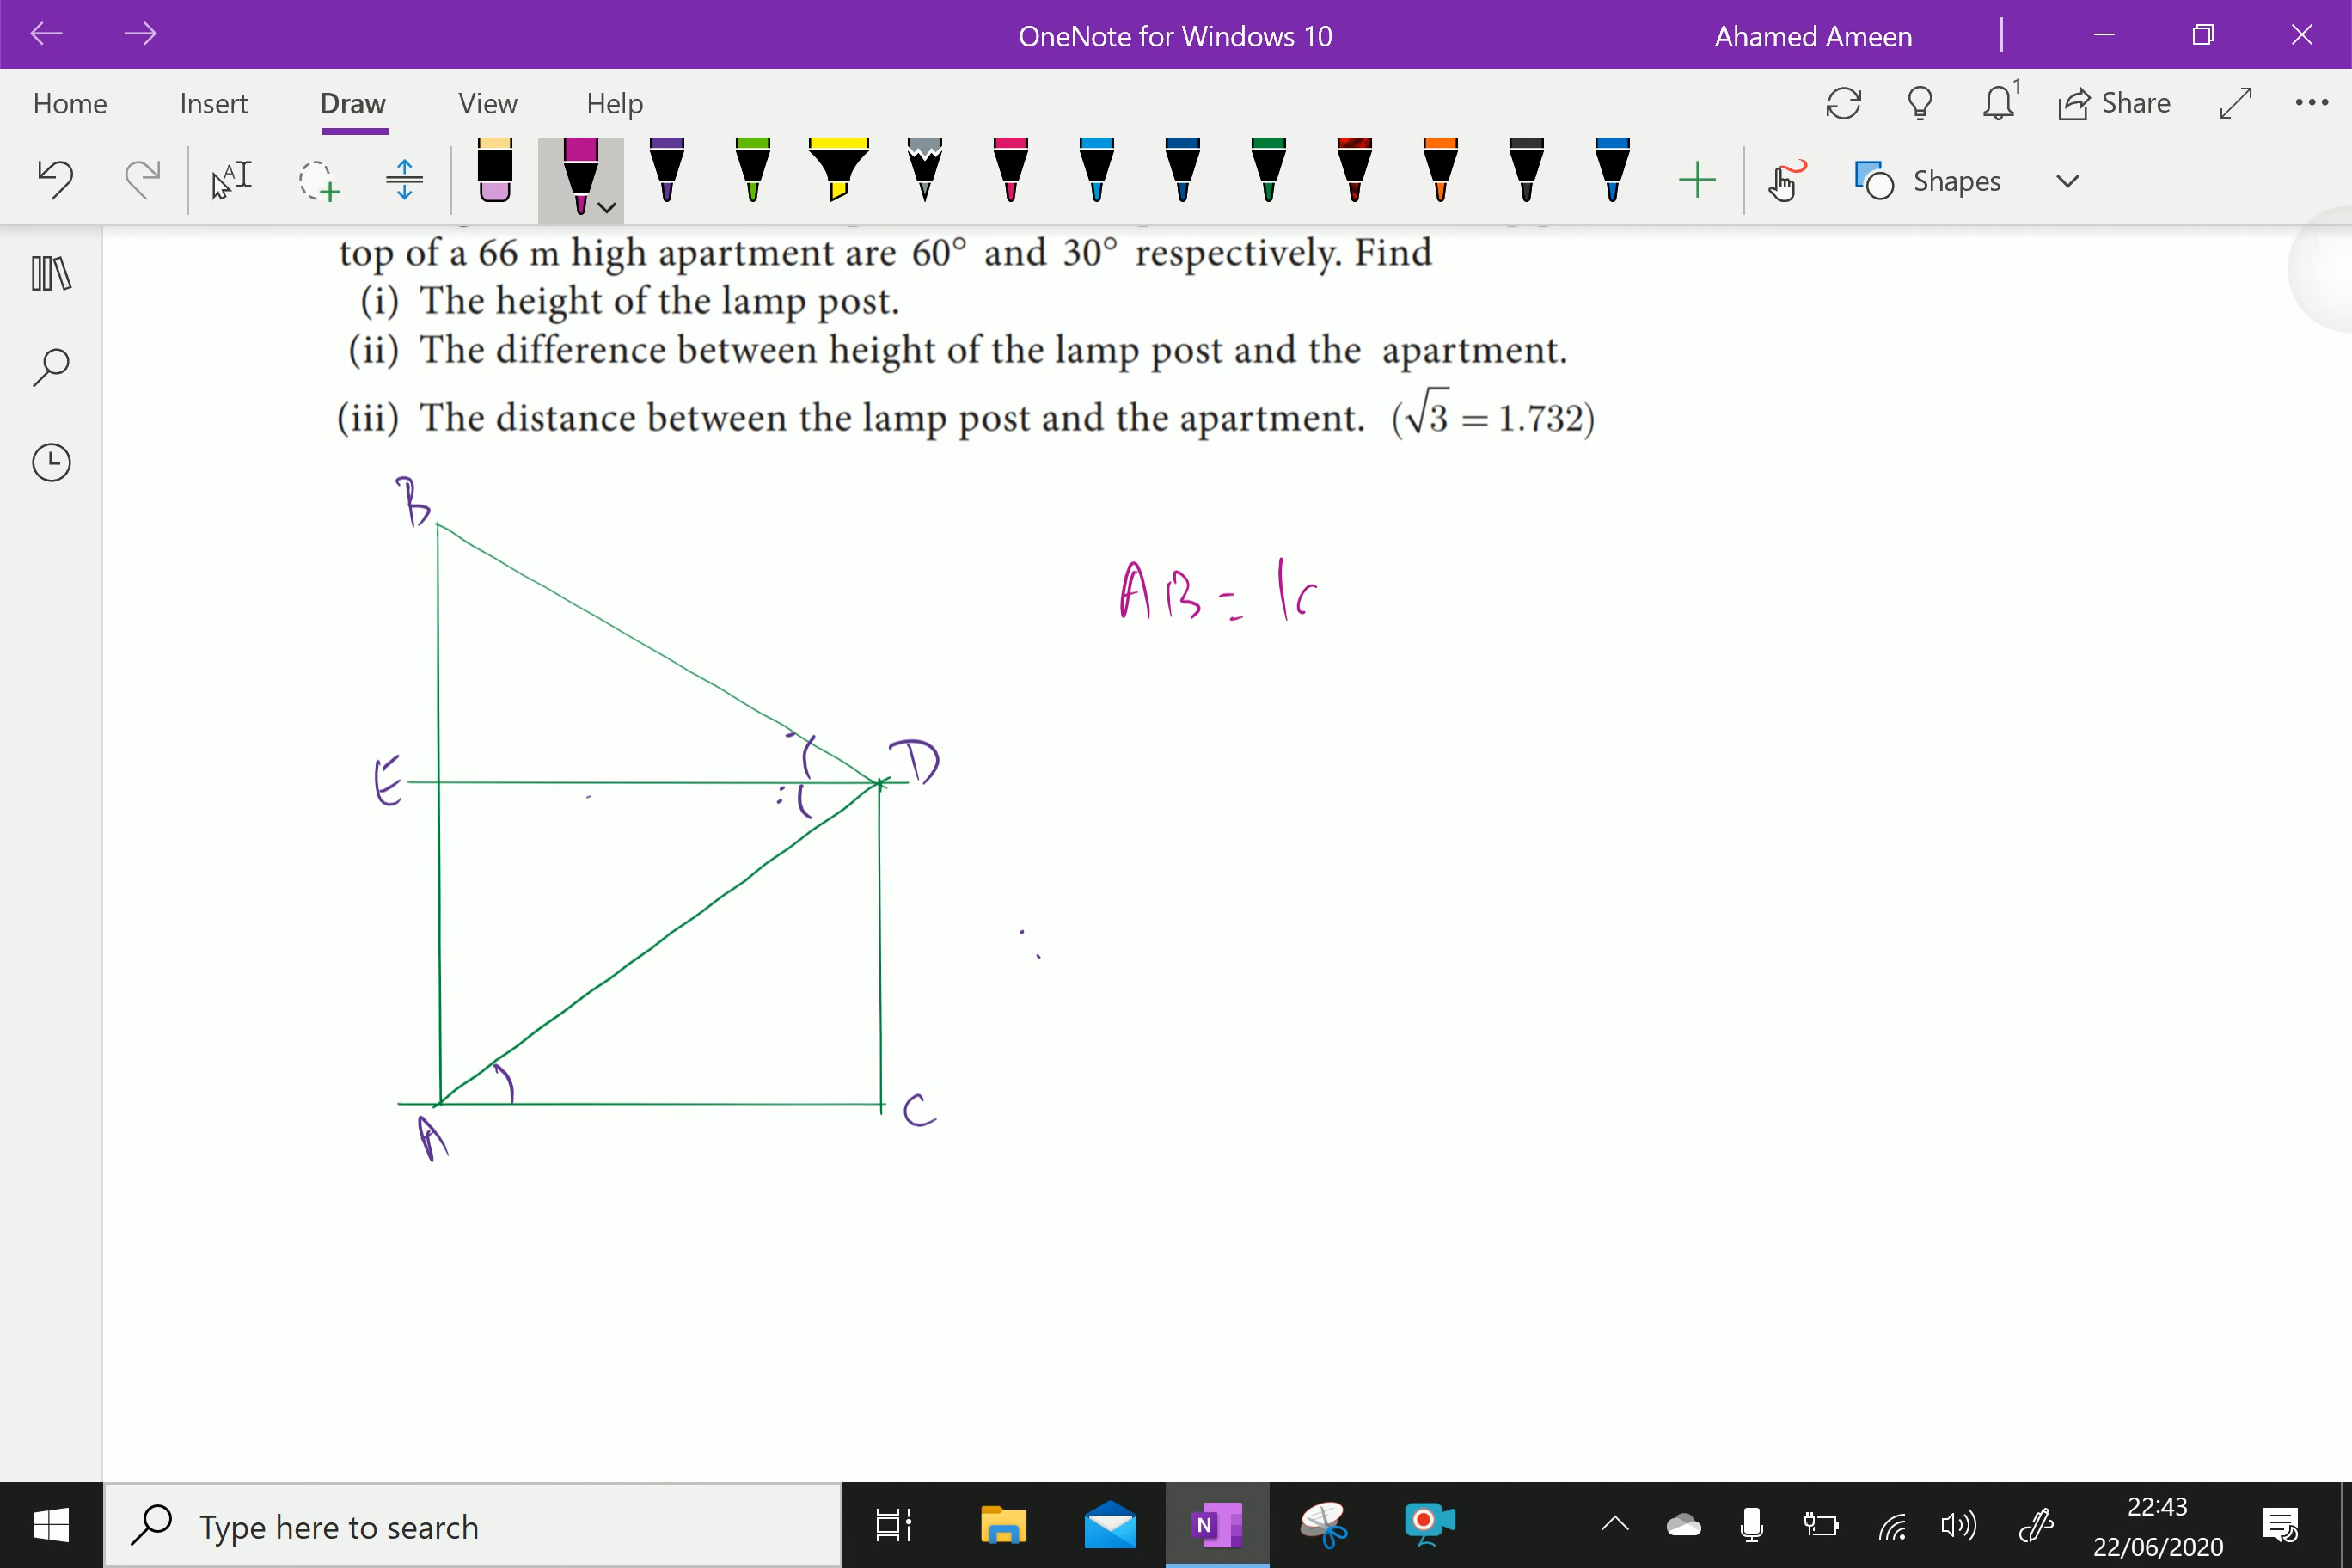 OneNote for Windows 10
Ahamed Ameen
Home Insert Draw View Help
1 Share
Shapes
top of a 66 m high apartment are 60° and 30° respectively. Find
(i) The height of the lamp post.
(ii) The difference between height of the lamp post and the apartment.
(iii) The distance between the lamp post and the apartment. (√3 = 1.732)
B
AB =
E
D
A
C
Type here to search
N
22:43
22/06/2020